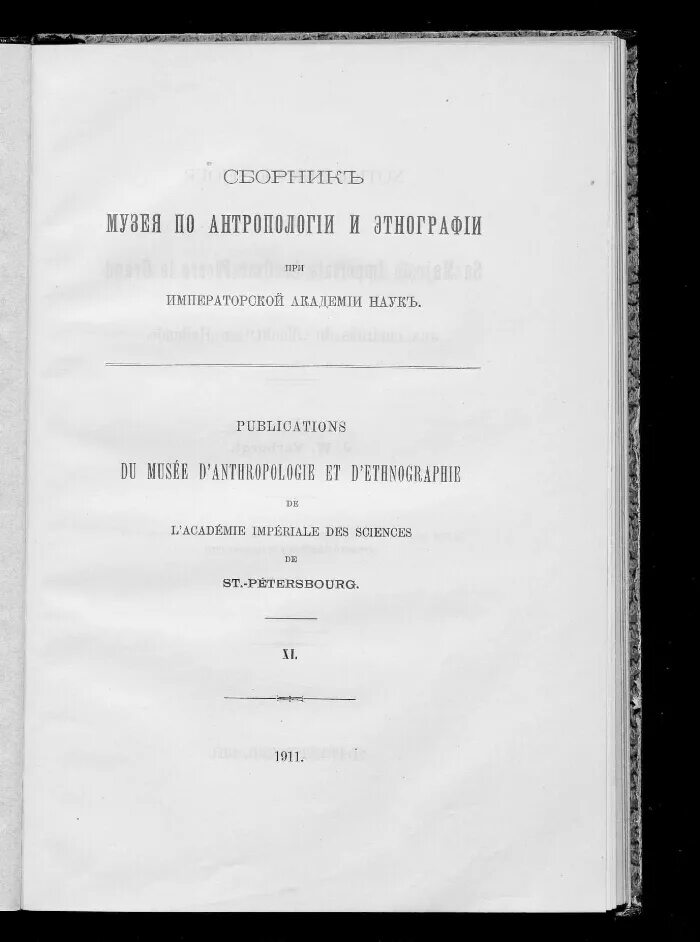 СБОРНИКЪ
МУЗЕЯ ПО АНТРОПОЛОГІИ И ЭТНОГРАФІИ
ПРИ
ИМПЕРАТОРСКОЙ АКАДЕМІИ НАУКЪ.
PUBLICATIONS
DU MUSÉE D'ANTHROPOLOGIE ET D'ETHNOGRAPHIE
DE
L'ACADÉMIE IMPÉRIALE DES SCIENCES
DE
ST.-PÉTERSBOURG.
XI.
1911.